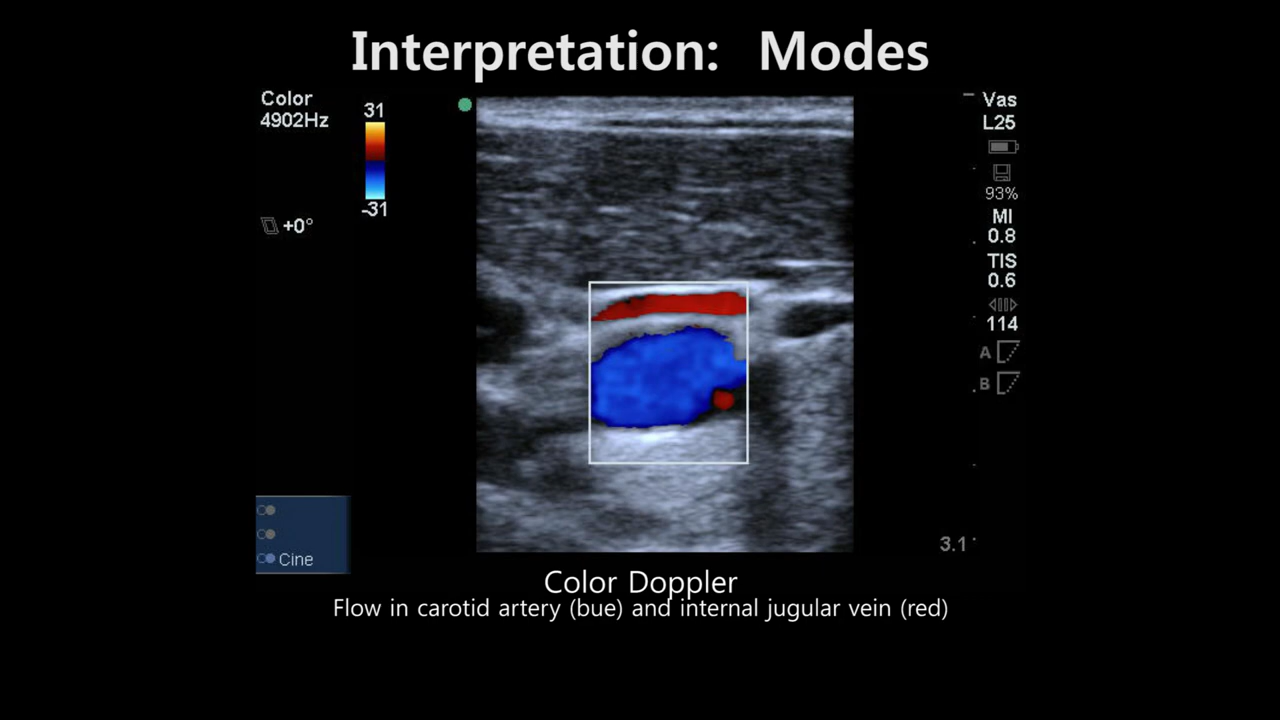 Interpretation:  Modes
Color
4902Hz
31
-31
+0°
Vas
L25
93%
MI
0.8
TIS
0.6
114
A
B
3.1
Cine
Color Doppler
Flow in carotid artery (bue) and internal jugular vein (red)